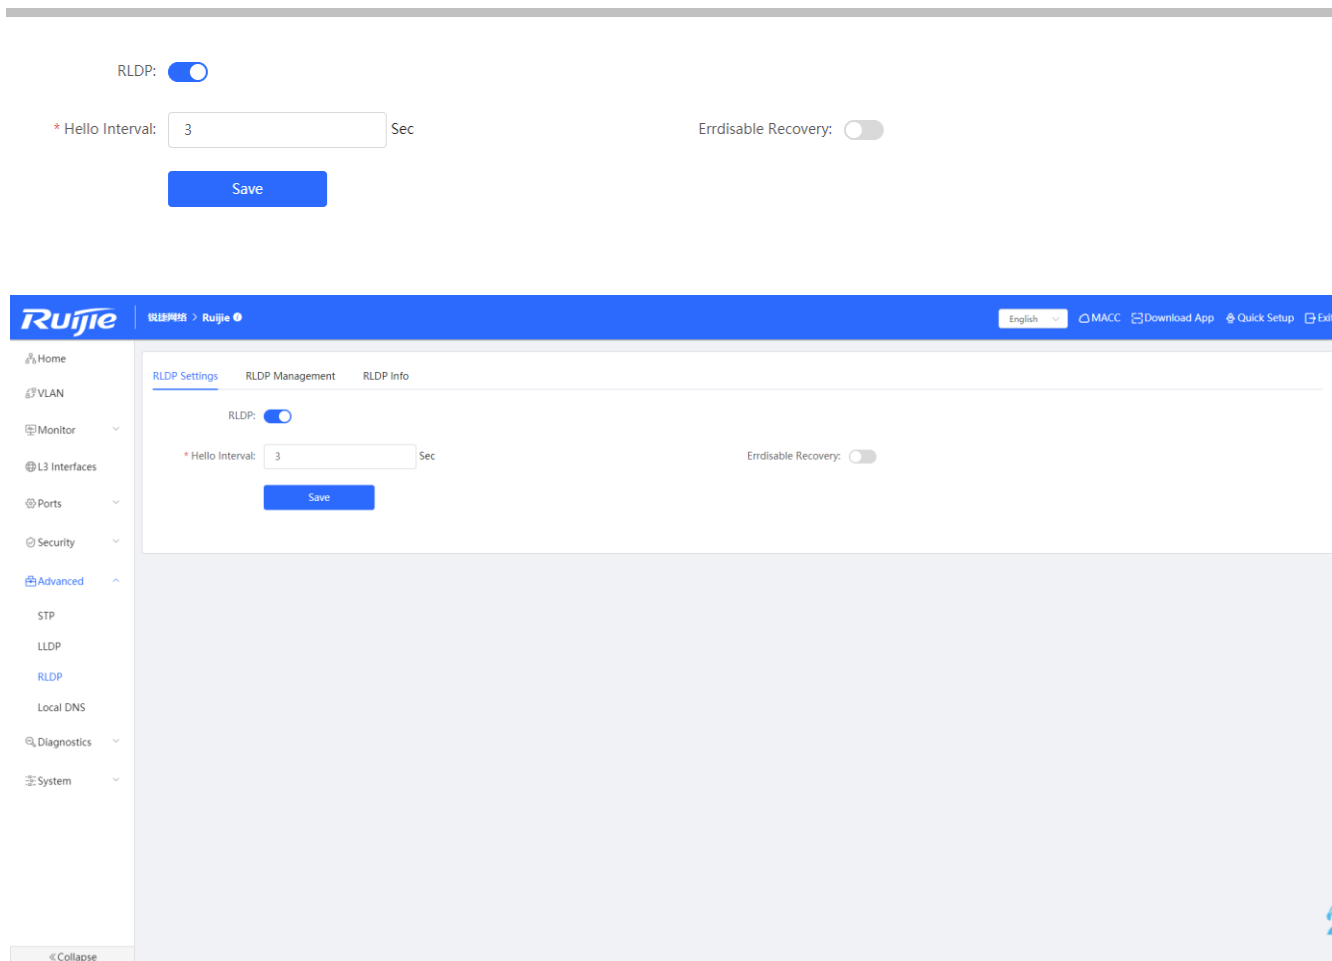 RLDP:
* Hello Interval: 3 Sec Errdisable Recovery:
Save
Ruijie 锐捷网络 > Ruijie English MACC Download App Quick Setup Exit
Home
VLAN
Monitor
L3 Interfaces
Ports
Security
Advanced
STP
LLDP
RLDP
Local DNS
Diagnostics
System
Collapse
RLDP Settings RLDP Management RLDP Info
RLDP:
* Hello Interval: 3 Sec Errdisable Recovery:
Save